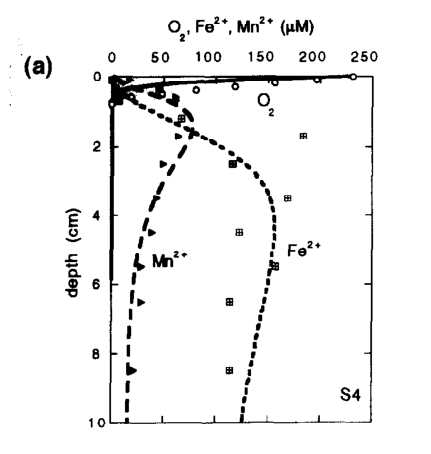 O₂, Fe²⁺, Mn²⁺ (μM)
(a)
0 50 100 150 200 250
0
2
4
6
8
10
depth (cm)
O₂
Mn²⁺
Fe²⁺
S4